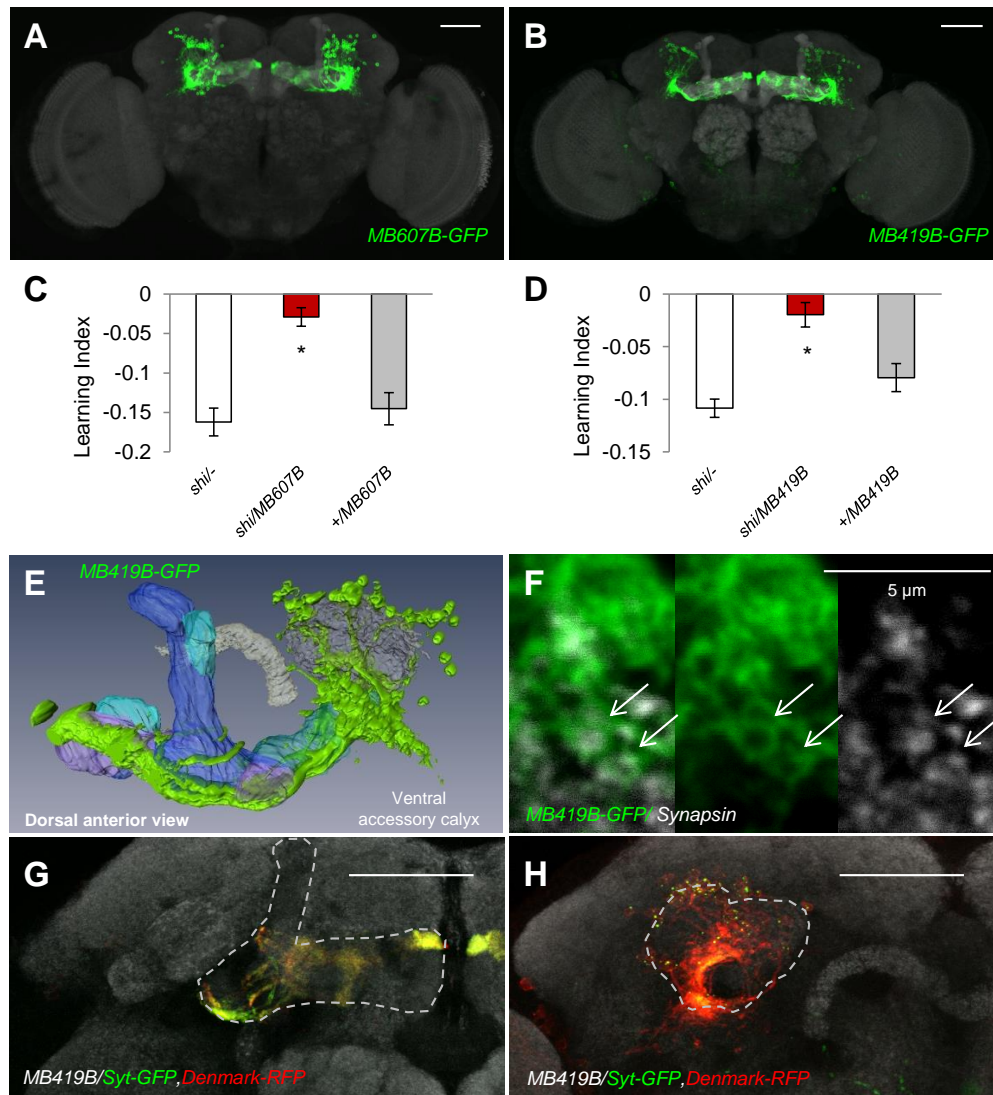 A
B
MB607B-GFP
MB419B-GFP
C
D
0
-0.05
-0.1
-0.15
-0.2
Learning Index
*
shi/-
shi/MB607B
+/MB607B
0
-0.05
-0.1
-0.15
Learning Index
*
shi/-
shi/MB419B
+/MB419B
E
MB419B-GFP
Dorsal anterior view
Ventral
accessory calyx
F
5 µm
MB419B-GFP/ Synapsin
G
MB419B/Syt-GFP,Denmark-RFP
H
MB419B/Syt-GFP,Denmark-RFP